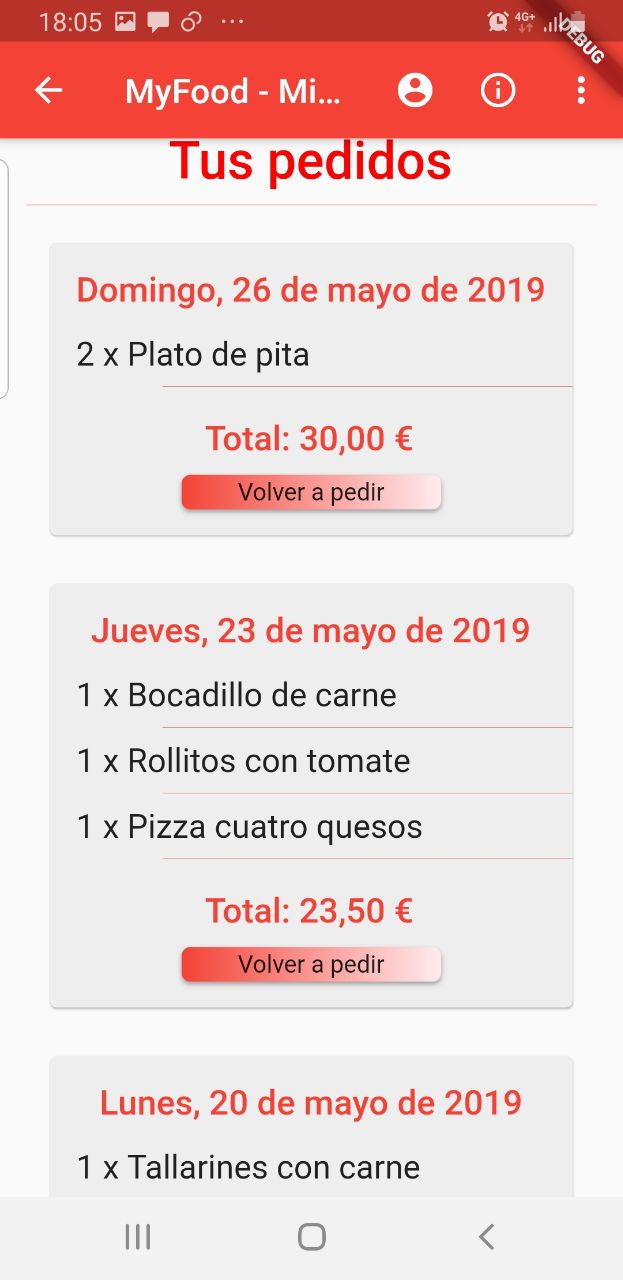 18:05 4G+
DEBUG
MyFood - Mi...
Tus pedidos
Domingo, 26 de mayo de 2019
2 x Plato de pita
Total: 30,00 €
Volver a pedir
Jueves, 23 de mayo de 2019
1 x Bocadillo de carne
1 x Rollitos con tomate
1 x Pizza cuatro quesos
Total: 23,50 €
Volver a pedir
Lunes, 20 de mayo de 2019
1 x Tallarines con carne